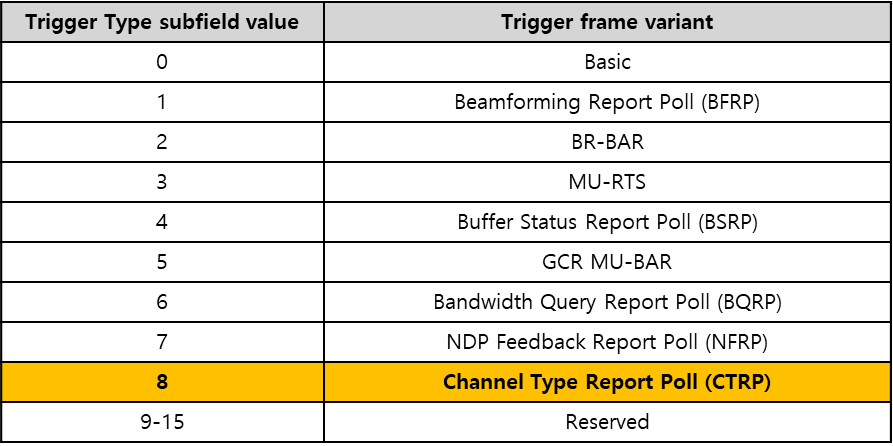 Trigger Type subfield value Trigger frame variant
0 Basic
1 Beamforming Report Poll (BFRP)
2 BR-BAR
3 MU-RTS
4 Buffer Status Report Poll (BSRP)
5 GCR MU-BAR
6 Bandwidth Query Report Poll (BQRP)
7 NDP Feedback Report Poll (NFRP)
8 Channel Type Report Poll (CTRP)
9-15 Reserved